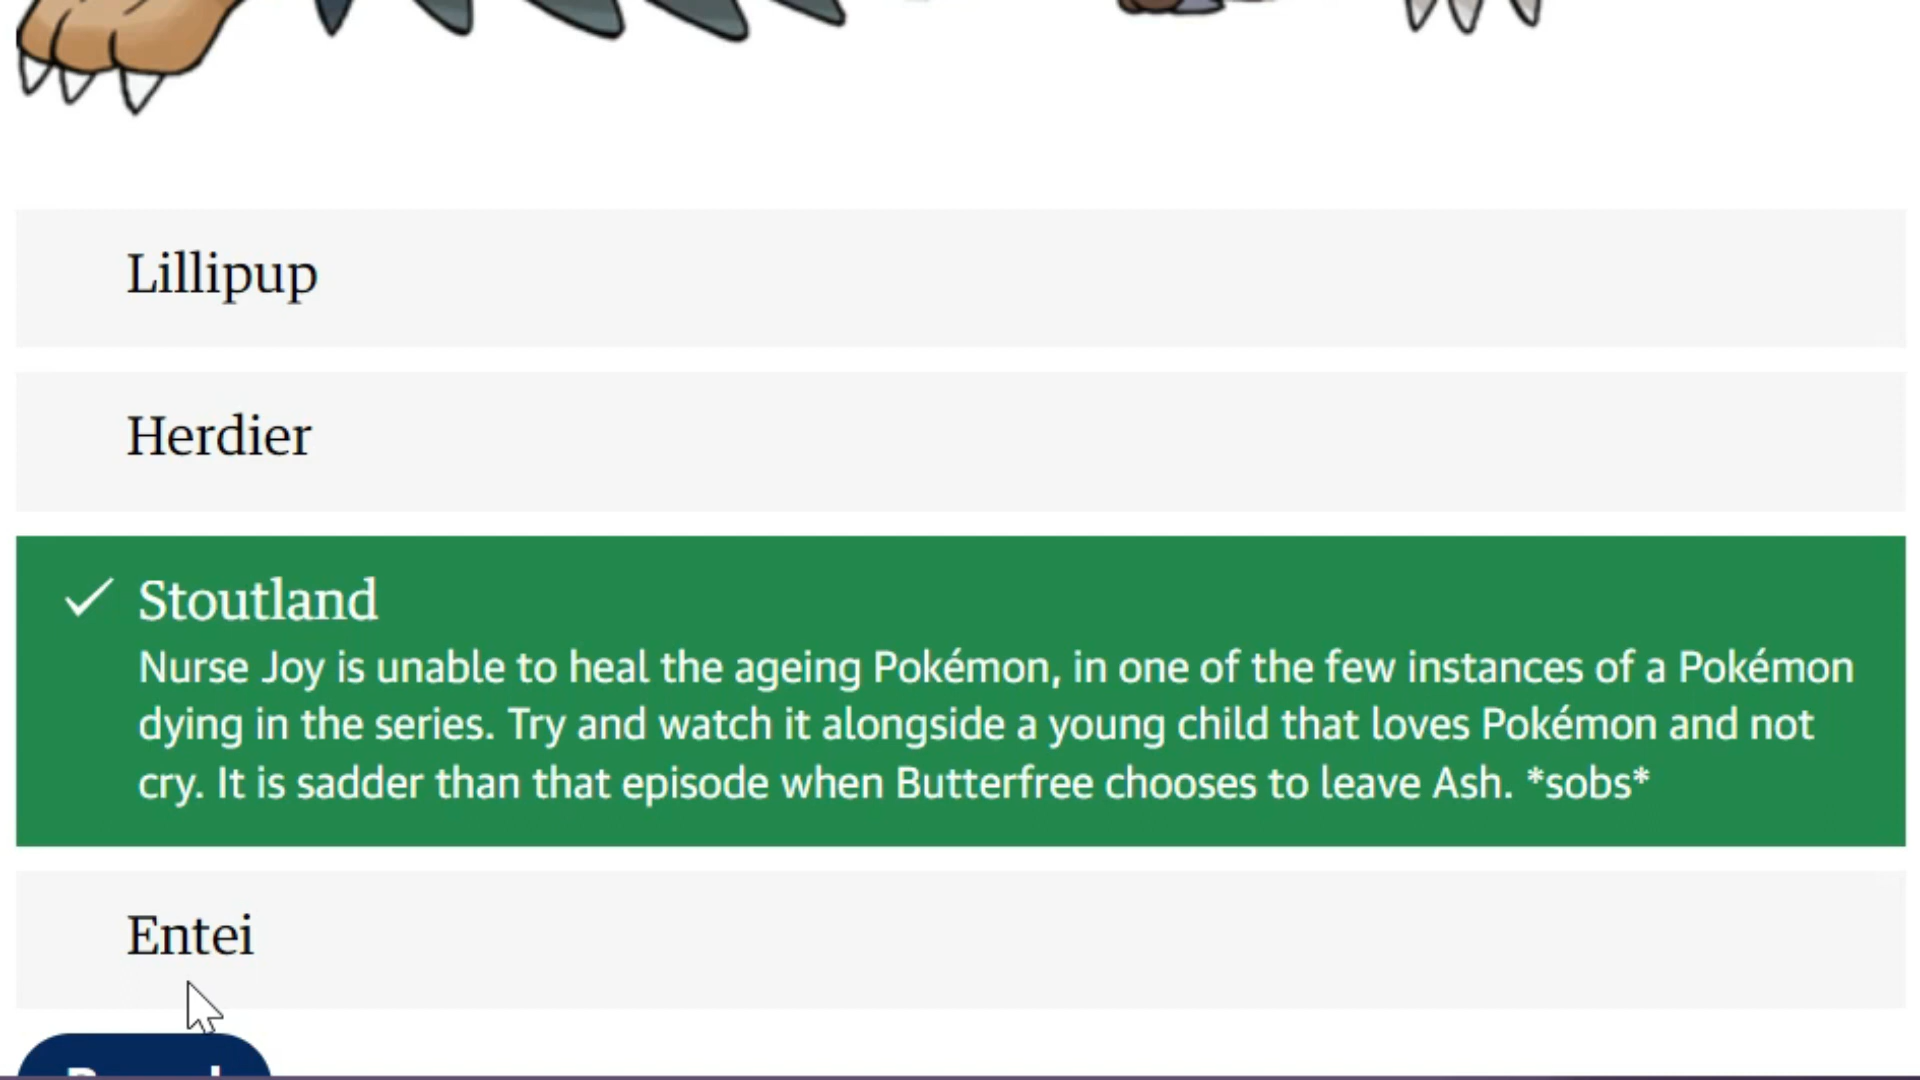 Lillipup
Herdier
Stoutland
Nurse Joy is unable to heal the ageing Pokémon, in one of the few instances of a Pokémon
dying in the series. Try and watch it alongside a young child that loves Pokémon and not
cry. It is sadder than that episode when Butterfree chooses to leave Ash. *sobs*
Entei